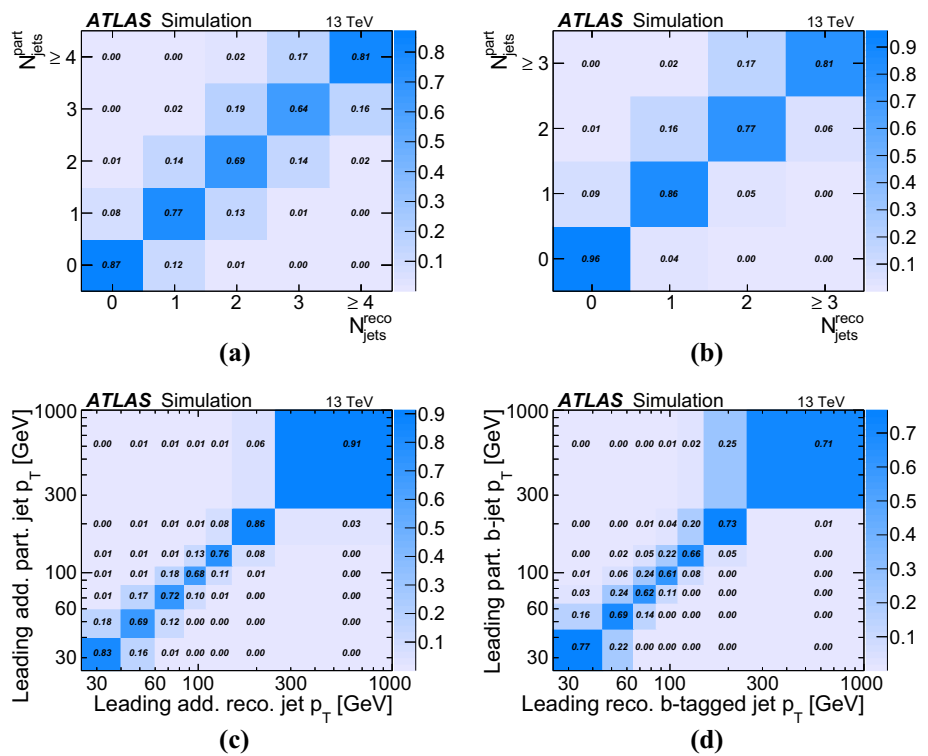 ATLAS Simulation 13 TeV
N_jets^part
≥ 4 0.00 0.00 0.02 0.17 0.81
3 0.00 0.02 0.19 0.64 0.16
2 0.01 0.14 0.69 0.14 0.02
1 0.08 0.77 0.13 0.01 0.00
0 0.87 0.12 0.01 0.00 0.00
0 1 2 3 ≥ 4
N_jets^reco
0.8
0.7
0.6
0.5
0.4
0.3
0.2
0.1
(a)
ATLAS Simulation 13 TeV
N_jets^part
≥ 3 0.00 0.02 0.17 0.81
2 0.01 0.16 0.77 0.06
1 0.09 0.86 0.05 0.00
0 0.96 0.04 0.00 0.00
0 1 2 ≥ 3
N_jets^reco
0.9
0.8
0.7
0.6
0.5
0.4
0.3
0.2
0.1
(b)
ATLAS Simulation 13 TeV
Leading add. part. jet p_T [GeV]
1000
300
100
60
30
0.00 0.01 0.01 0.01 0.01 0.06 0.91
0.00 0.01 0.01 0.01 0.08 0.86 0.03
0.01 0.01 0.01 0.13 0.76 0.08 0.00
0.01 0.01 0.18 0.68 0.11 0.01 0.00
0.01 0.17 0.72 0.10 0.01 0.00 0.00
0.18 0.69 0.12 0.00 0.00 0.00 0.00
0.83 0.16 0.01 0.00 0.00 0.00 0.00
30 60 100 300 1000
Leading add. reco. jet p_T [GeV]
0.9
0.8
0.7
0.6
0.5
0.4
0.3
0.2
0.1
(c)
ATLAS Simulation 13 TeV
Leading part. b-jet p_T [GeV]
1000
300
100
60
30
0.00 0.00 0.00 0.01 0.02 0.25 0.71
0.00 0.00 0.01 0.04 0.20 0.73 0.01
0.00 0.02 0.05 0.22 0.66 0.05 0.00
0.01 0.06 0.24 0.61 0.08 0.00 0.00
0.03 0.24 0.62 0.11 0.00 0.00 0.00
0.16 0.69 0.14 0.00 0.00 0.00 0.00
0.77 0.22 0.00 0.00 0.00 0.00 0.00
30 60 100 300 1000
Leading reco. b-tagged jet p_T [GeV]
0.7
0.6
0.5
0.4
0.3
0.2
0.1
(d)